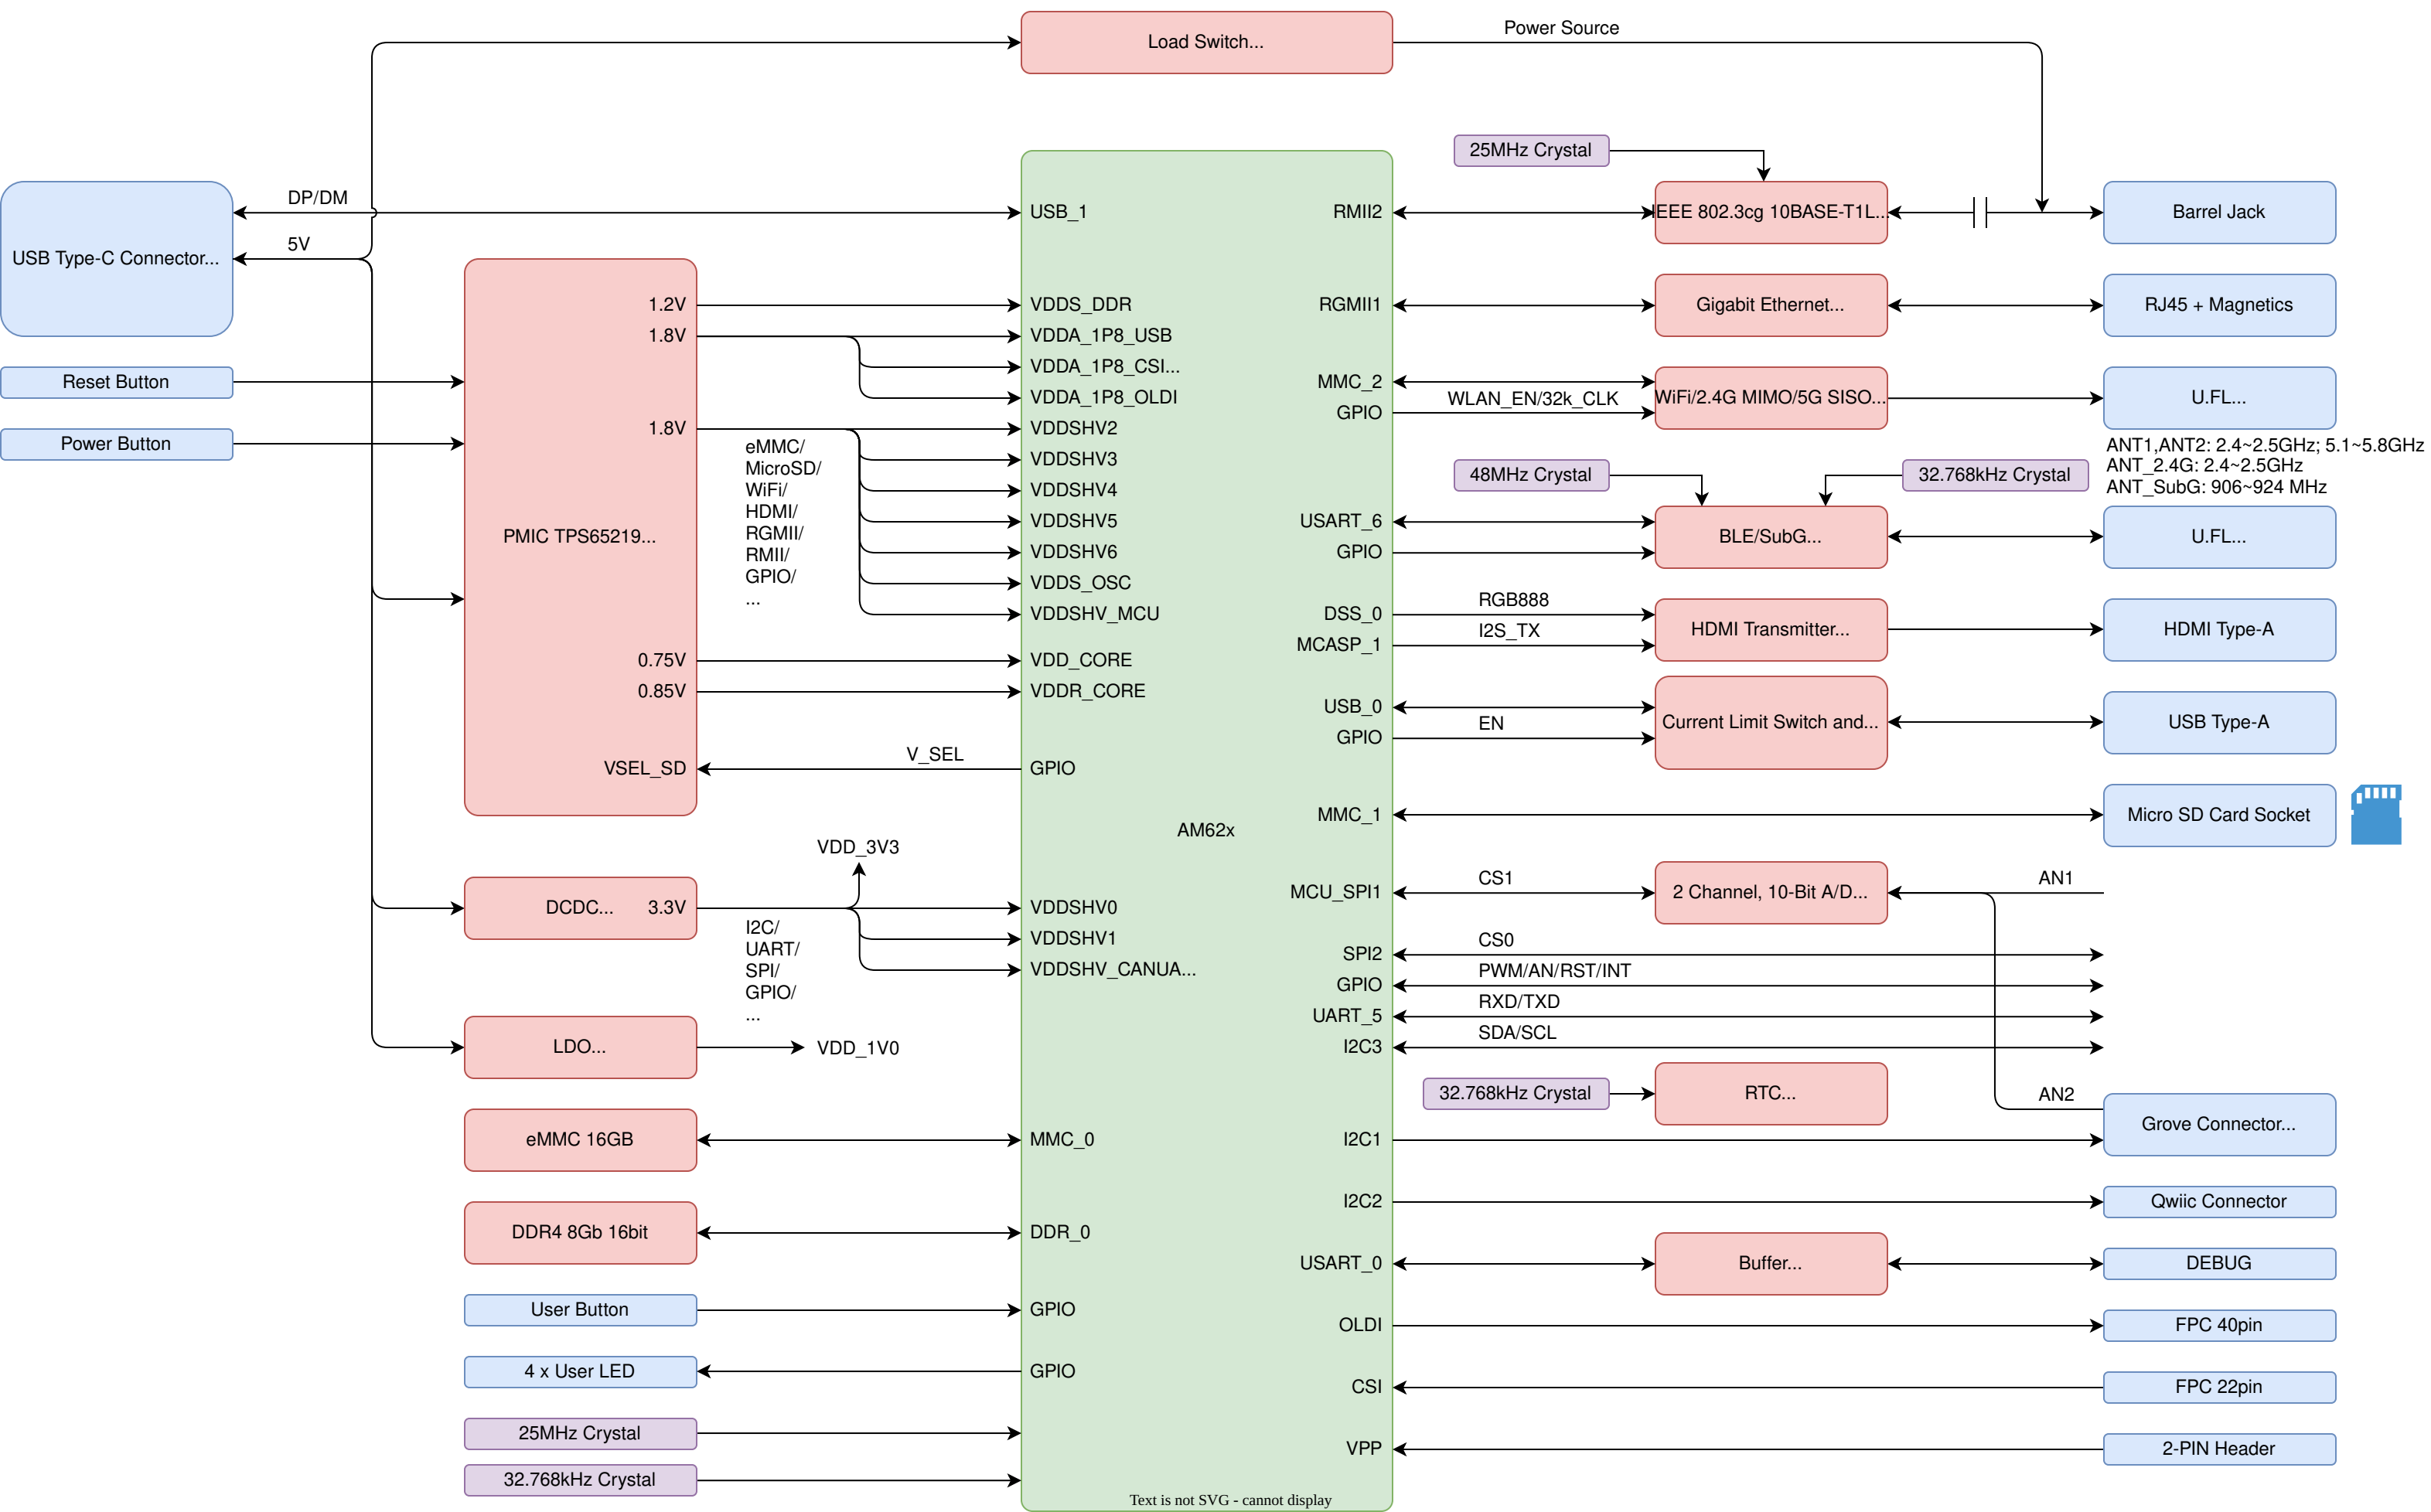 Load Switch...
Power Source
25MHz Crystal
USB Type-C Connector...
DP/DM
5V
Reset Button
Power Button
PMIC TPS65219...
1.2V
1.8V
1.8V
0.75V
0.85V
VSEL_SD
eMMC/
MicroSD/
WiFi/
HDMI/
RGMII/
RMII/
GPIO/
...
V_SEL
DCDC...
3.3V
VDD_3V3
I2C/
UART/
SPI/
GPIO/
...
LDO...
VDD_1V0
eMMC 16GB
DDR4 8Gb 16bit
User Button
4 x User LED
25MHz Crystal
32.768kHz Crystal
USB_1
VDDS_DDR
VDDA_1P8_USB
VDDA_1P8_CSI...
VDDA_1P8_OLDI
VDDSHV2
VDDSHV3
VDDSHV4
VDDSHV5
VDDSHV6
VDDS_OSC
VDDSHV_MCU
VDD_CORE
VDDR_CORE
GPIO
AM62x
VDDSHV0
VDDSHV1
VDDSHV_CANUA...
MMC_0
DDR_0
GPIO
GPIO
RMII2
RGMII1
MMC_2
GPIO
USART_6
GPIO
DSS_0
MCASP_1
USB_0
GPIO
MMC_1
MCU_SPI1
SPI2
GPIO
UART_5
I2C3
I2C1
I2C2
USART_0
OLDI
CSI
VPP
IEEE 802.3cg 10BASE-T1L...
Barrel Jack
Gigabit Ethernet...
RJ45 + Magnetics
WLAN_EN/32k_CLK
WiFi/2.4G MIMO/5G SISO...
U.FL...
ANT1,ANT2: 2.4~2.5GHz; 5.1~5.8GHz
ANT_2.4G: 2.4~2.5GHz
ANT_SubG: 906~924 MHz
48MHz Crystal
32.768kHz Crystal
BLE/SubG...
U.FL...
RGB888
I2S_TX
HDMI Transmitter...
HDMI Type-A
EN
Current Limit Switch and...
USB Type-A
Micro SD Card Socket
CS1
2 Channel, 10-Bit A/D...
AN1
CS0
PWM/AN/RST/INT
RXD/TXD
SDA/SCL
32.768kHz Crystal
RTC...
AN2
Grove Connector...
Qwiic Connector
Buffer...
DEBUG
FPC 40pin
FPC 22pin
2-PIN Header
Text is not SVG - cannot display